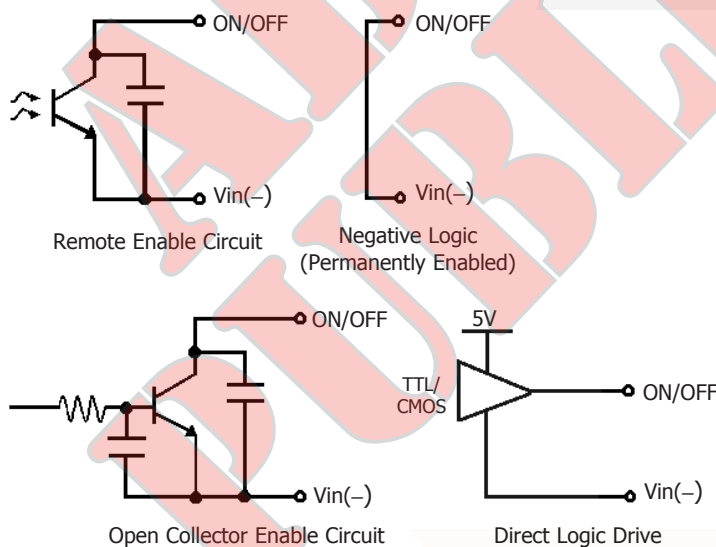 ON/OFF
Vin(−)
Remote Enable Circuit
ON/OFF
Vin(−)
Negative Logic
(Permanently Enabled)
ON/OFF
Vin(−)
Open Collector Enable Circuit
5V
TTL/
CMOS
ON/OFF
Vin(−)
Direct Logic Drive